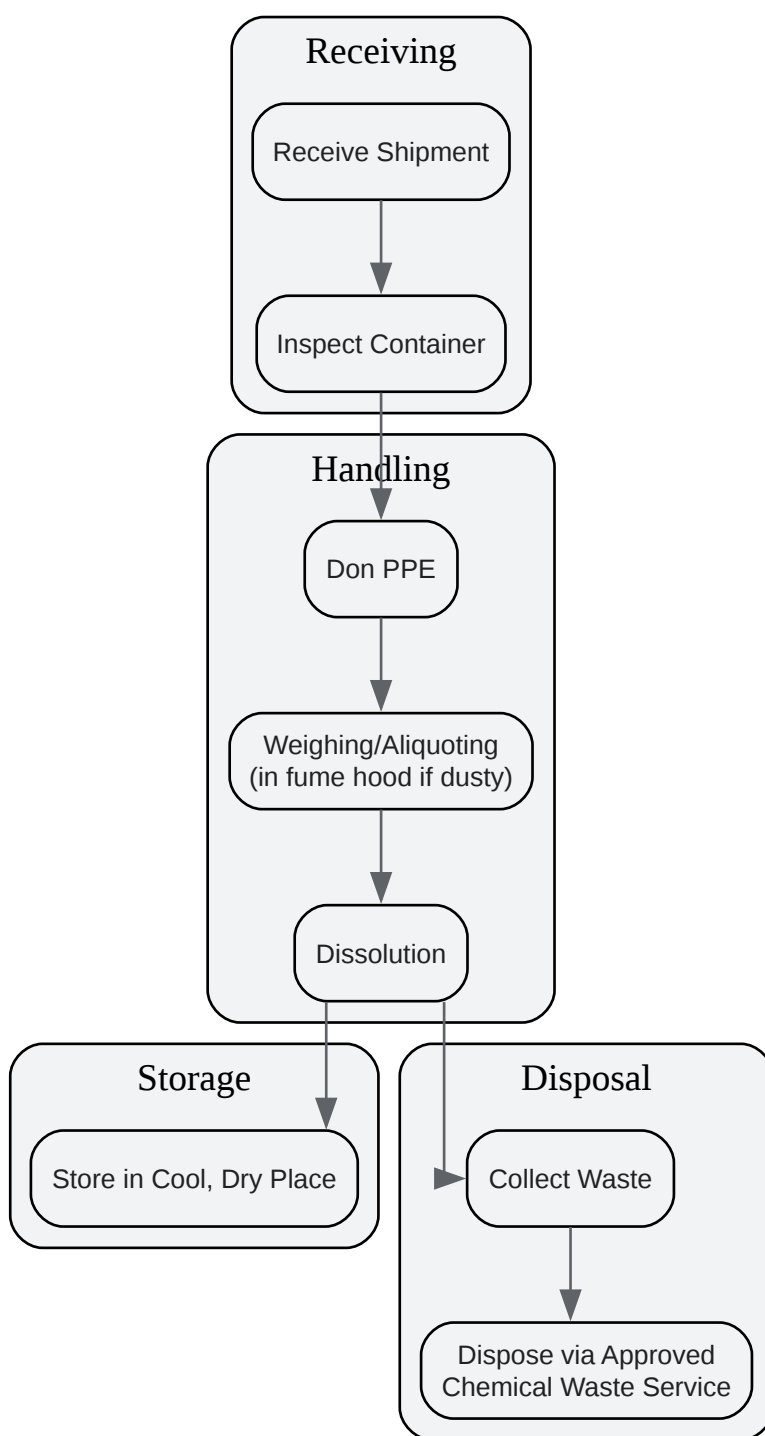 Receiving
Receive Shipment
Inspect Container
Handling
Don PPE
Weighing/Aliquoting
(in fume hood if dusty)
Dissolution
Storage
Store in Cool, Dry Place
Disposal
Collect Waste
Dispose via Approved
Chemical Waste Service